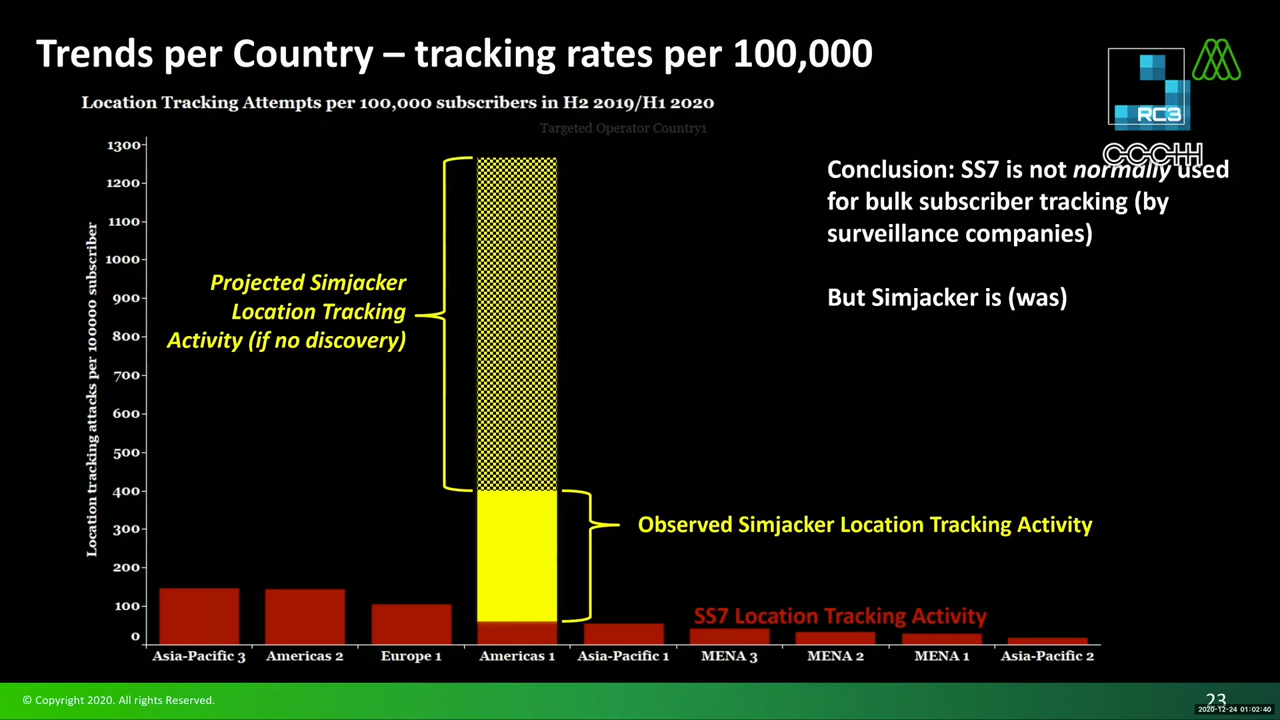 Trends per Country – tracking rates per 100,000
RC3
CCCHH
Location Tracking Attempts per 100,000 subscribers in H2 2019/H1 2020
Targeted Operator Country1
Conclusion: SS7 is not normally used
for bulk subscriber tracking (by
surveillance companies)
But Simjacker is (was)
Location tracking attacks per 1000000 subscriber
1300
1200
1100
1000
900
800
700
600
500
400
300
200
100
0
Projected Simjacker
Location Tracking
Activity (if no discovery)
Observed Simjacker Location Tracking Activity
SS7 Location Tracking Activity
Asia-Pacific 3
Americas 2
Europe 1
Americas 1
Asia-Pacific 1
MENA 3
MENA 2
MENA 1
Asia-Pacific 2
© Copyright 2020. All rights Reserved.
23
2020-12-24 01:02:40